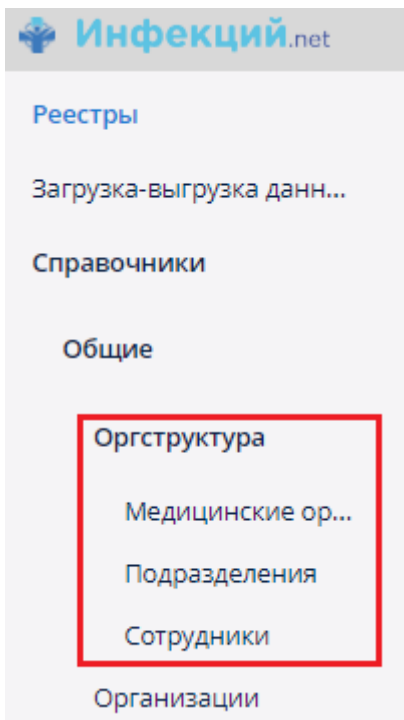 Инфекций.net
Реестры
Загрузка-выгрузка данн...
Справочники
Общие
Оргструктура
Медицинские ор...
Подразделения
Сотрудники
Организации